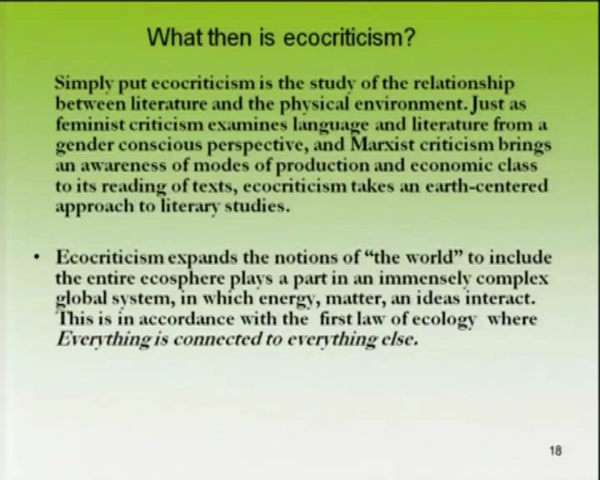 What then is ecocriticism?
Simply put ecocriticism is the study of the relationship
between literature and the physical environment. Just as
feminist criticism examines language and literature from a
gender conscious perspective, and Marxist criticism brings
an awareness of modes of production and economic class
to its reading of texts, ecocriticism takes an earth-centered
approach to literary studies.
• Ecocriticism expands the notions of “the world” to include
the entire ecosphere plays a part in an immensely complex
global system, in which energy, matter, an ideas interact.
This is in accordance with the first law of ecology where
Everything is connected to everything else.
18